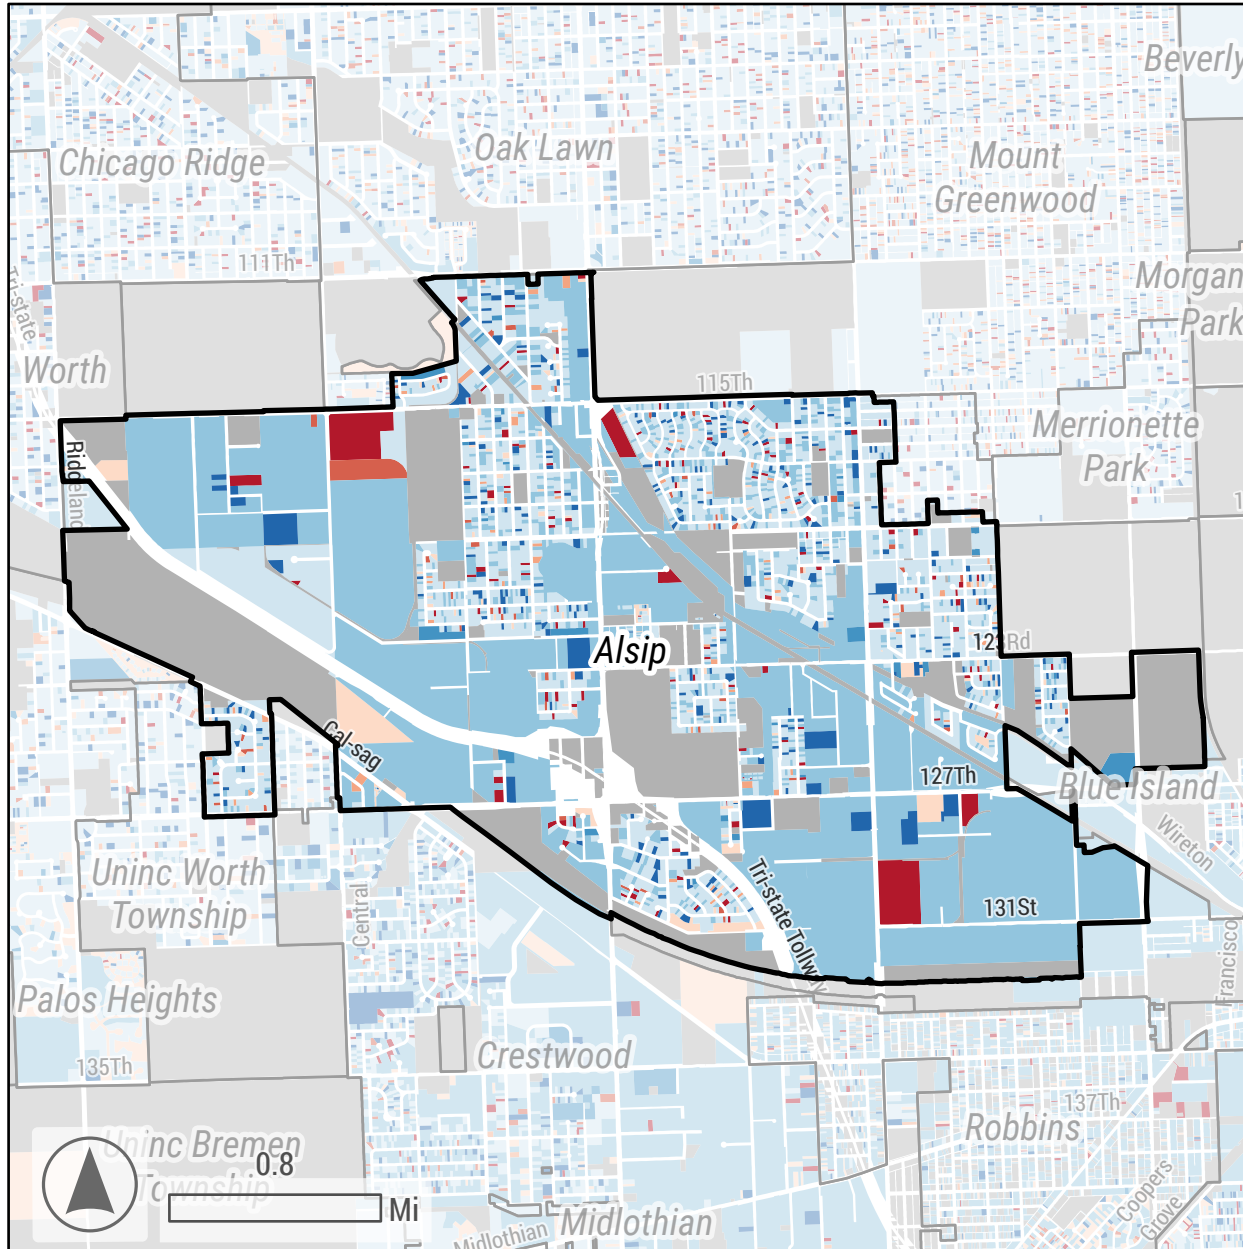 Beverly
Chicago Ridge
Oak Lawn
Mount
Greenwood
111Th
Tri-state
Morgan
Park
Worth
115Th
Merrionette
Park
Ridgeland
Alsip
123Rd
Cal-sag
127Th
Blue Island
Wireton
Uninc Worth
Township
Central
Tri-state Tollway
131St
Francisco
Palos Heights
Crestwood
135Th
137Th
Robbins
Uninc Bremen
Township
0.8
Mi
Coopers
Grove
Midlothian
Midlothian